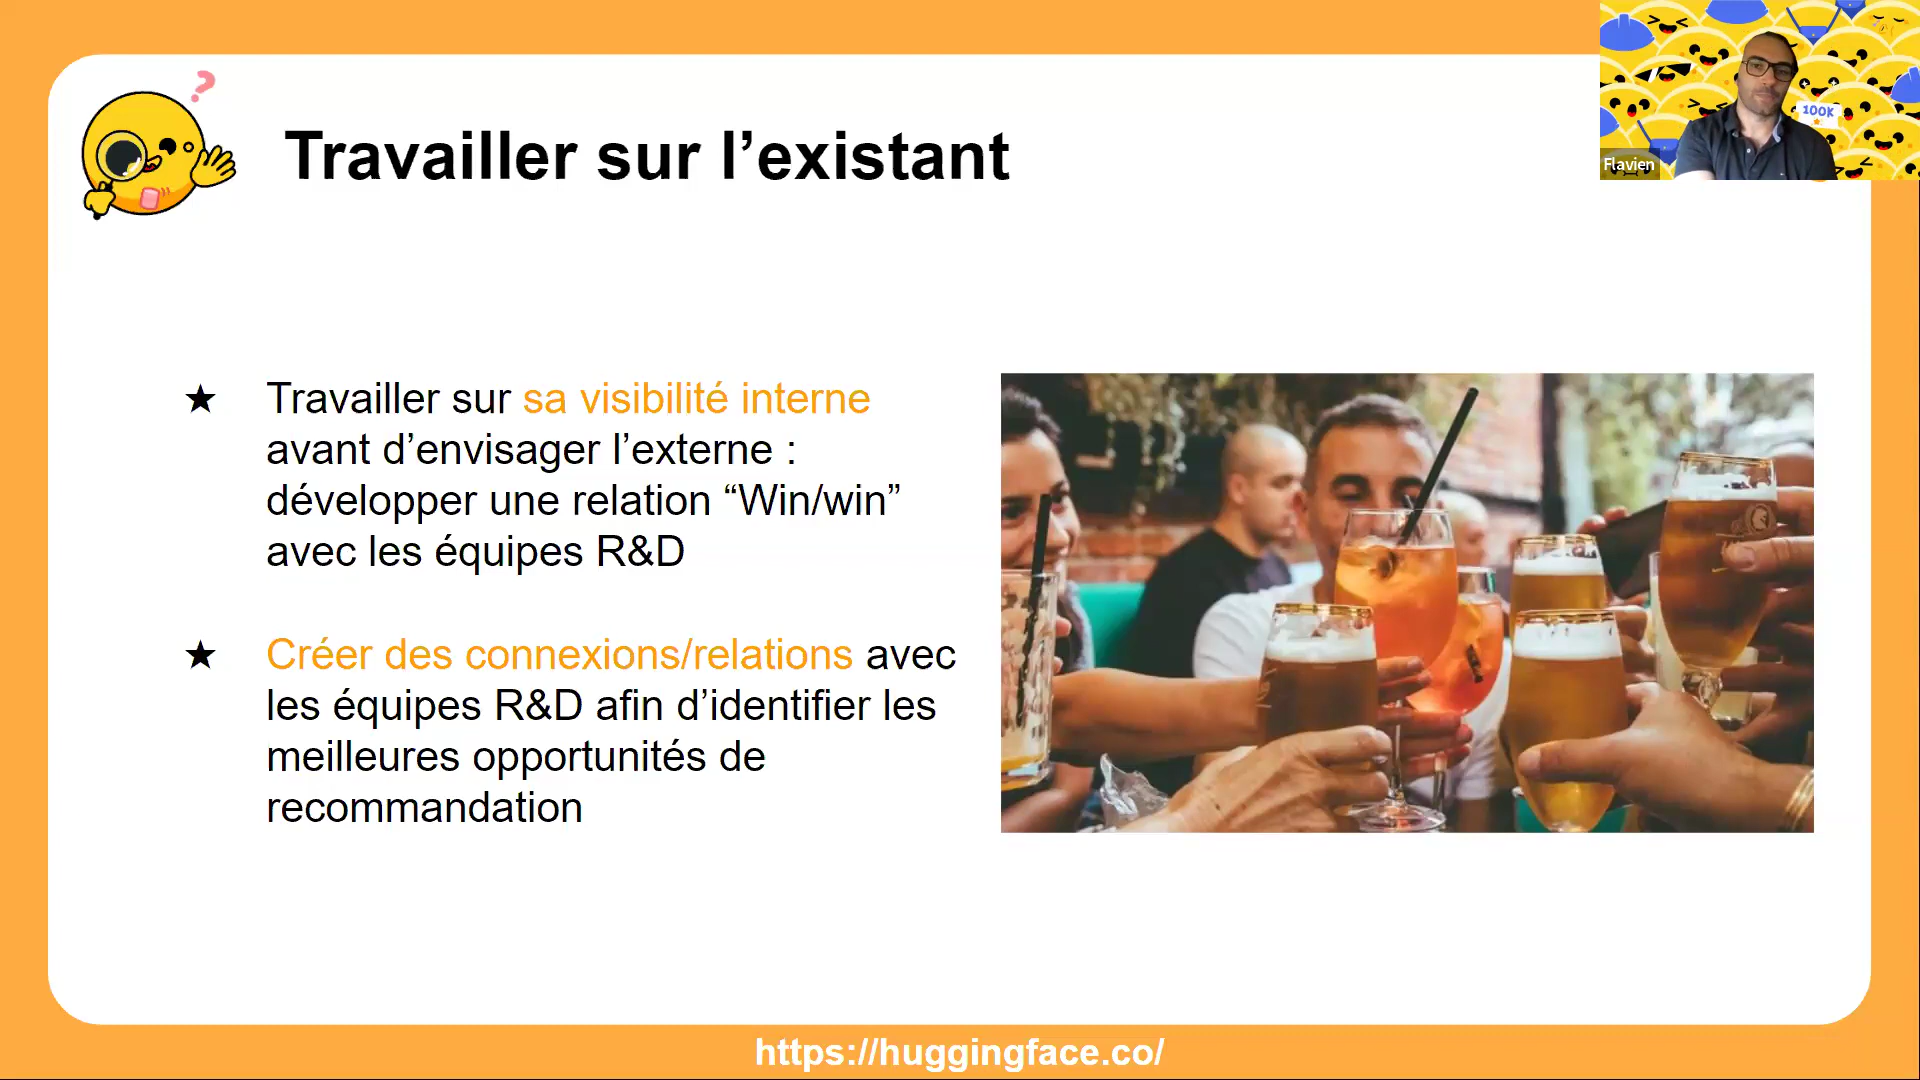 Travailler sur l’existant
100K
Flavien
★ Travailler sur sa visibilité interne
avant d’envisager l’externe :
développer une relation “Win/win”
avec les équipes R&D
★ Créer des connexions/relations avec
les équipes R&D afin d’identifier les
meilleures opportunités de
recommandation
https://huggingface.co/